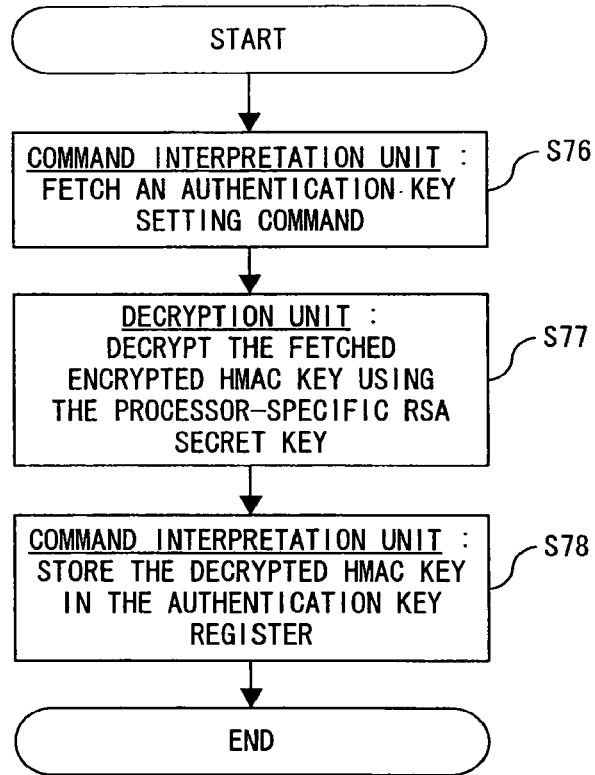 START
COMMAND INTERPRETATION UNIT :
FETCH AN AUTHENTICATION KEY
SETTING COMMAND
S76
DECRYPTION UNIT :
DECRYPT THE FETCHED
ENCRYPTED HMAC KEY USING
THE PROCESSOR-SPECIFIC RSA
SECRET KEY
S77
COMMAND INTERPRETATION UNIT :
STORE THE DECRYPTED HMAC KEY
IN THE AUTHENTICATION KEY
REGISTER
S78
END